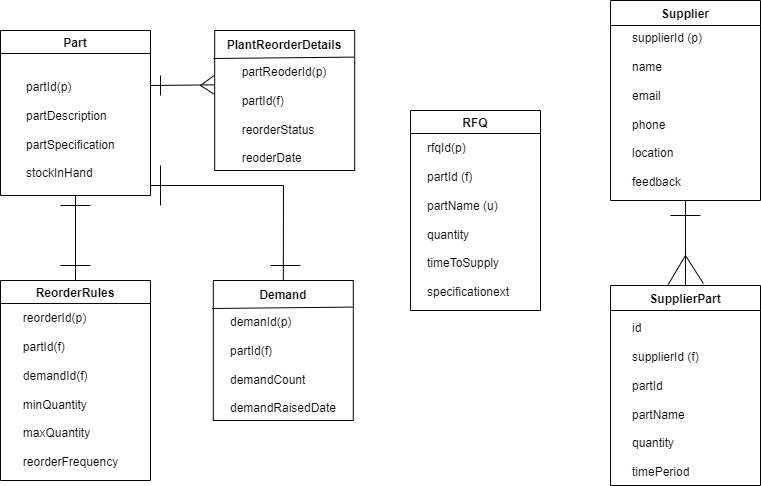 Part
partId(p)
partDescription
partSpecification
stockInHand
PlantReorderDetails
partReoderId(p)
partId(f)
reorderStatus
reoderDate
ReorderRules
reorderId(p)
partId(f)
demandId(f)
minQuantity
maxQuantity
reorderFrequency
Demand
demanId(p)
partId(f)
demandCount
demandRaisedDate
RFQ
rfqId(p)
partId (f)
partName (u)
quantity
timeToSupply
specificationext
Supplier
supplierId (p)
name
email
phone
location
feedback
SupplierPart
id
supplierId (f)
partId
partName
quantity
timePeriod